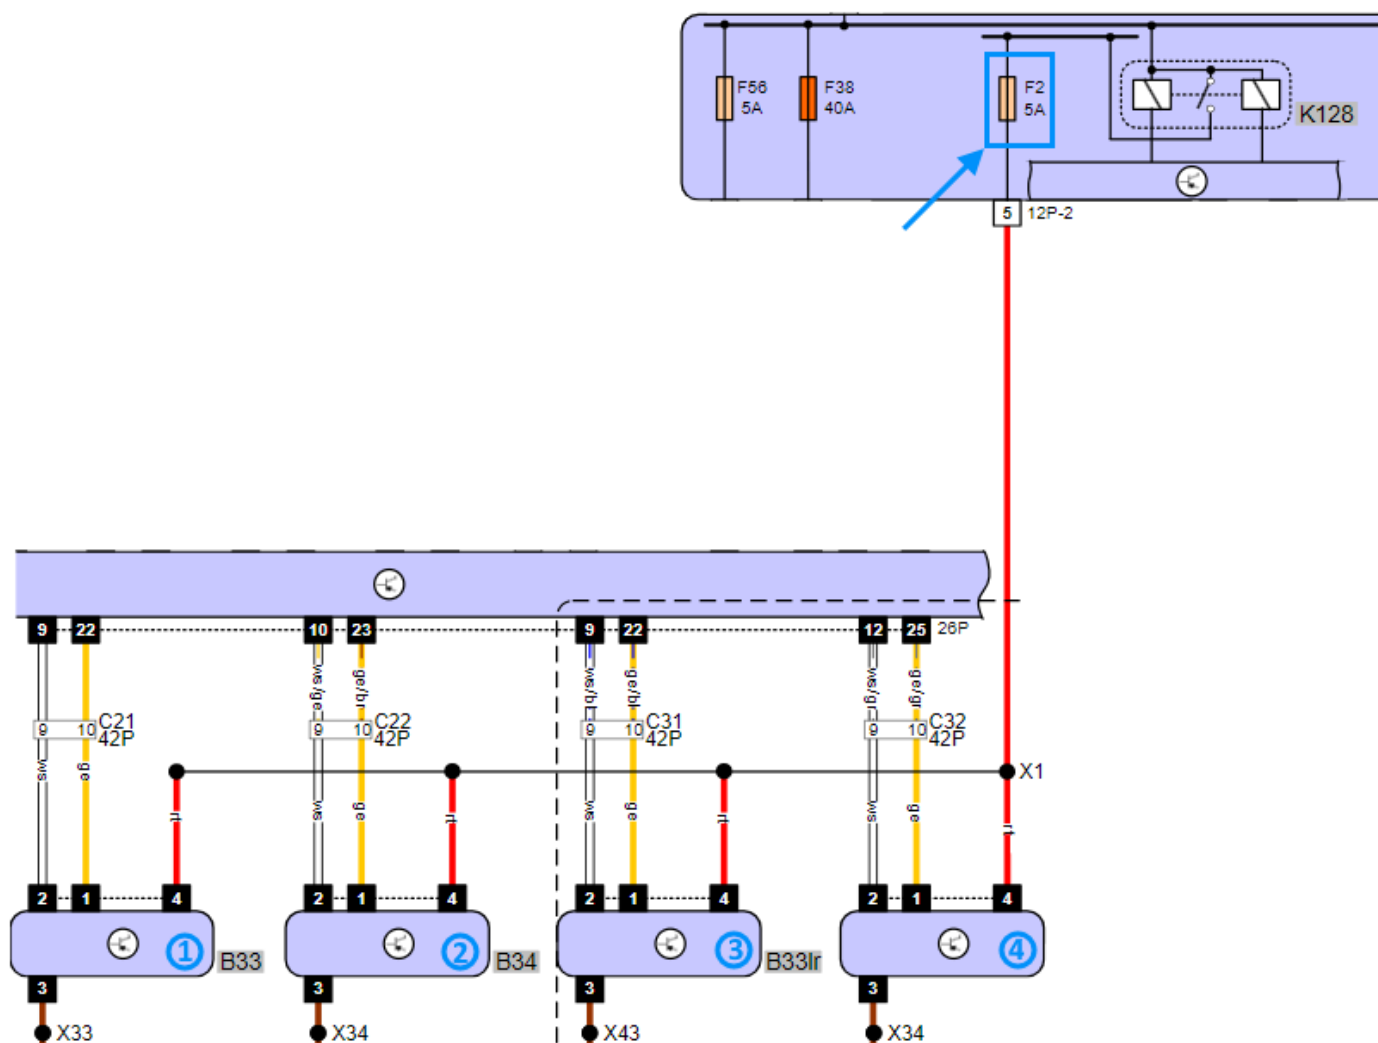 F56
5A
F38
40A
F2
5A
K128
5
12P-2
9
22
10
23
9
22
12
25
26P
ws/ge
ge/br
ws/bl
ge/bl
ws/gr
ge/gr
9
10
C21
42P
9
10
C22
42P
9
10
C31
42P
9
10
C32
42P
X1
ws
ge
rt
ws
ge
rt
ws
ge
rt
ws
ge
rt
2
1
4
2
1
4
2
1
4
2
1
4
1
B33
2
B34
3
B33lr
4
3
3
3
3
X33
X34
X43
X34